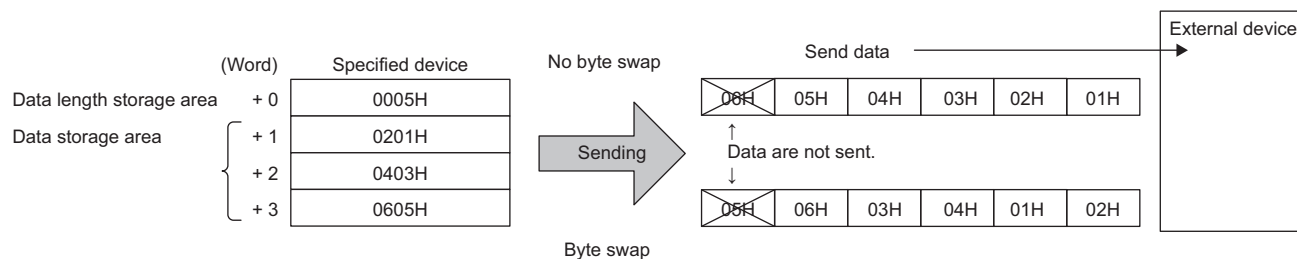 External device
Send data
(Word) Specified device No byte swap
Data length storage area + 0 0005H 06H 05H 04H 03H 02H 01H
Data storage area + 1 0201H ↑
Sending Data are not sent.
+ 2 0403H ↓
+ 3 0605H 05H 06H 03H 04H 01H 02H
Byte swap